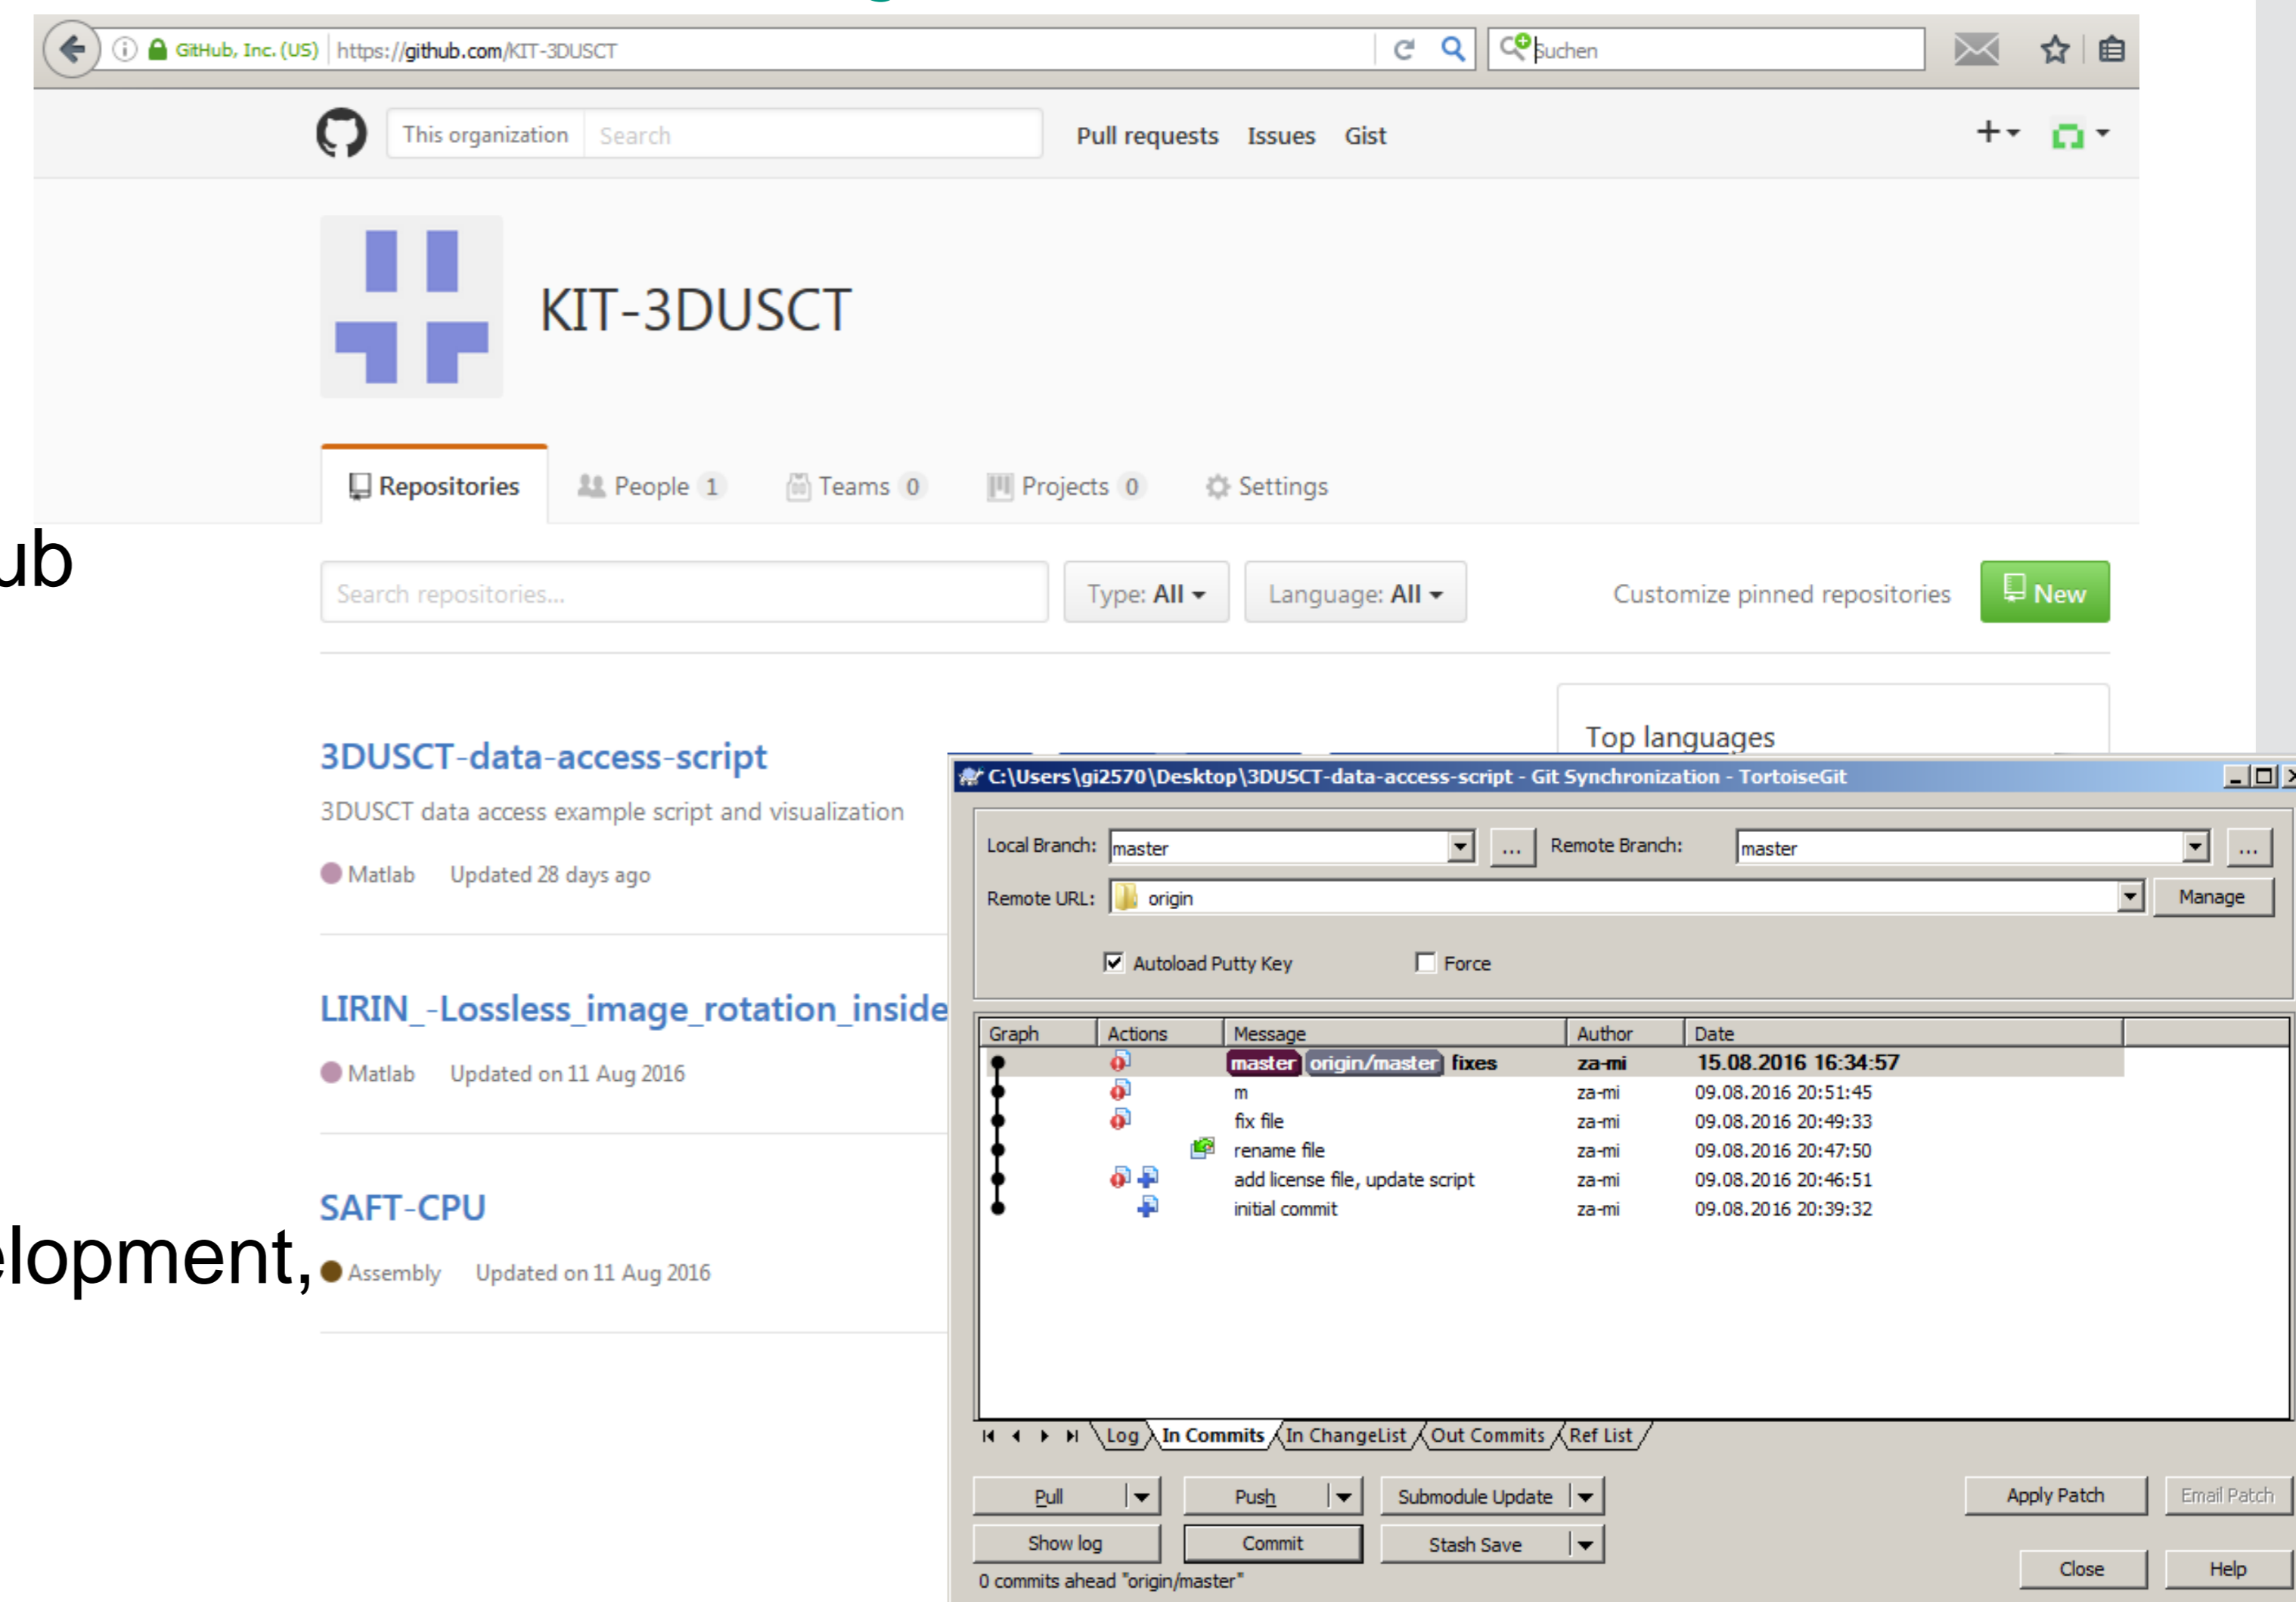 GitHub, Inc. (US) https://github.com/KIT-3DUSCT Suchen
This organization Search Pull requests Issues Gist
KIT-3DUSCT
Repositories People 1 Teams 0 Projects 0 Settings
ub
Search repositories... Type: All Language: All Customize pinned repositories New
Top languages
3DUSCT-data-access-script
3DUSCT data access example script and visualization
Matlab Updated 28 days ago
LIRIN_-Lossless_image_rotation_inside
Matlab Updated on 11 Aug 2016
SAFT-CPU
elopment,
Assembly Updated on 11 Aug 2016
C:\Users\gi2570\Desktop\3DUSCT-data-access-script - Git Synchronization - TortoiseGit
Local Branch: master ... Remote Branch: master ...
Remote URL: origin Manage
Autoload Putty Key Force
Graph Actions Message Author Date
master origin/master fixes za-mi 15.08.2016 16:34:57
m za-mi 09.08.2016 20:51:45
fix file za-mi 09.08.2016 20:49:33
rename file za-mi 09.08.2016 20:47:50
add license file, update script za-mi 09.08.2016 20:46:51
initial commit za-mi 09.08.2016 20:39:32
Log In Commits In ChangeList Out Commits Ref List
Pull Push Submodule Update Apply Patch Email Patch
Show log Commit Stash Save
Close Help
0 commits ahead "origin/master"